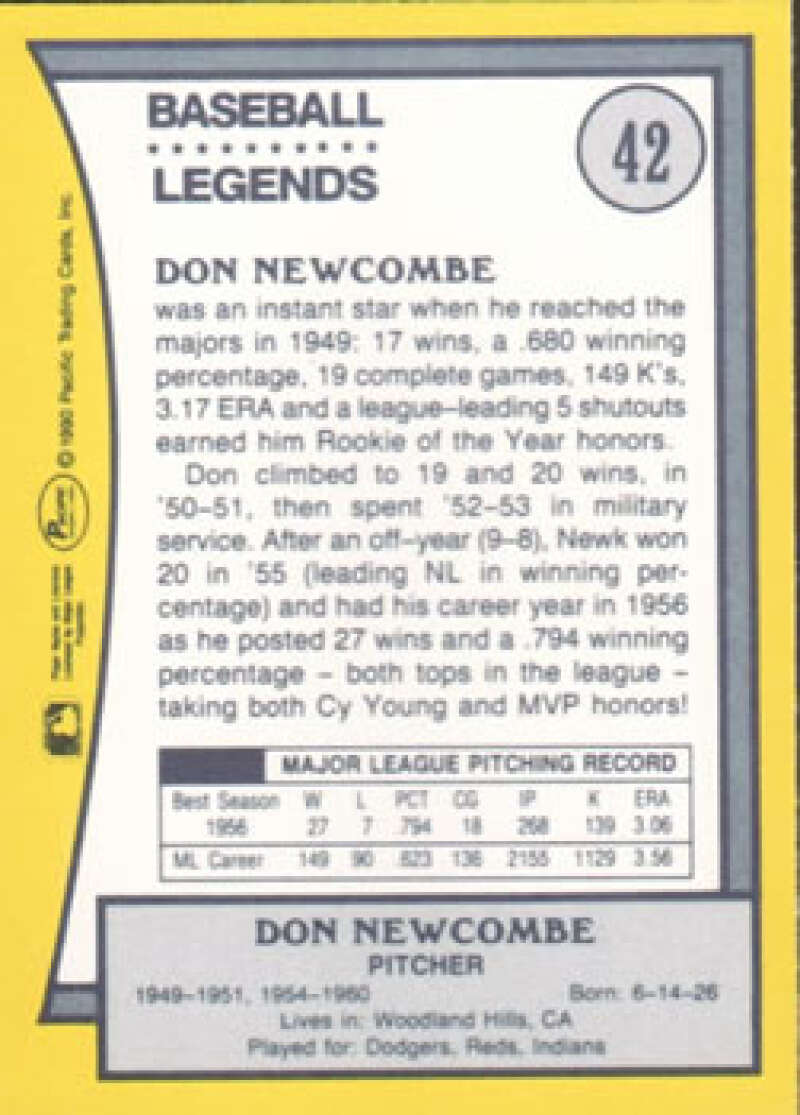 BASEBALL
LEGENDS
42
DON NEWCOMBE
was an instant star when he reached the
majors in 1949: 17 wins, a .680 winning
percentage, 19 complete games, 149 K's,
3.17 ERA and a league–leading 5 shutouts
earned him Rookie of the Year honors.
Don climbed to 19 and 20 wins, in
'50–51, then spent '52–53 in military
service. After an off–year (9–8), Newk won
20 in '55 (leading NL in winning per-
centage) and had his career year in 1956
as he posted 27 wins and a .794 winning
percentage – both tops in the league –
taking both Cy Young and MVP honors!
MAJOR LEAGUE PITCHING RECORD
Best Season W L PCT CG IP K ERA
1956 27 7 .794 18 268 139 3.06
ML Career 149 90 .623 136 2155 1129 3.56
DON NEWCOMBE
PITCHER
1949–1951, 1954–1960 Born: 6–14–26
Lives in: Woodland Hills, CA
Played for: Dodgers, Reds, Indians
© 1990 Pacific Trading Cards, Inc.
PACIFIC